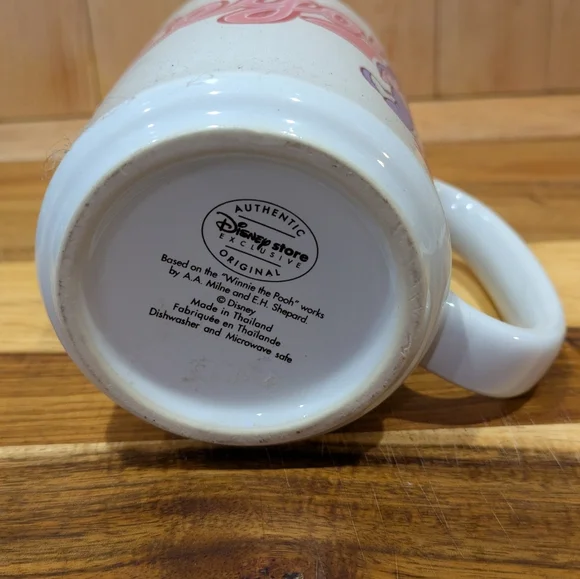 AUTHENTIC
Disney store
EXCLUSIVE
ORIGINAL
Based on the "Winnie the Pooh" works
by A.A. Milne and E.H. Shepard.
© Disney
Made in Thailand
Fabriquée en Thaïlande
Dishwasher and Microwave safe